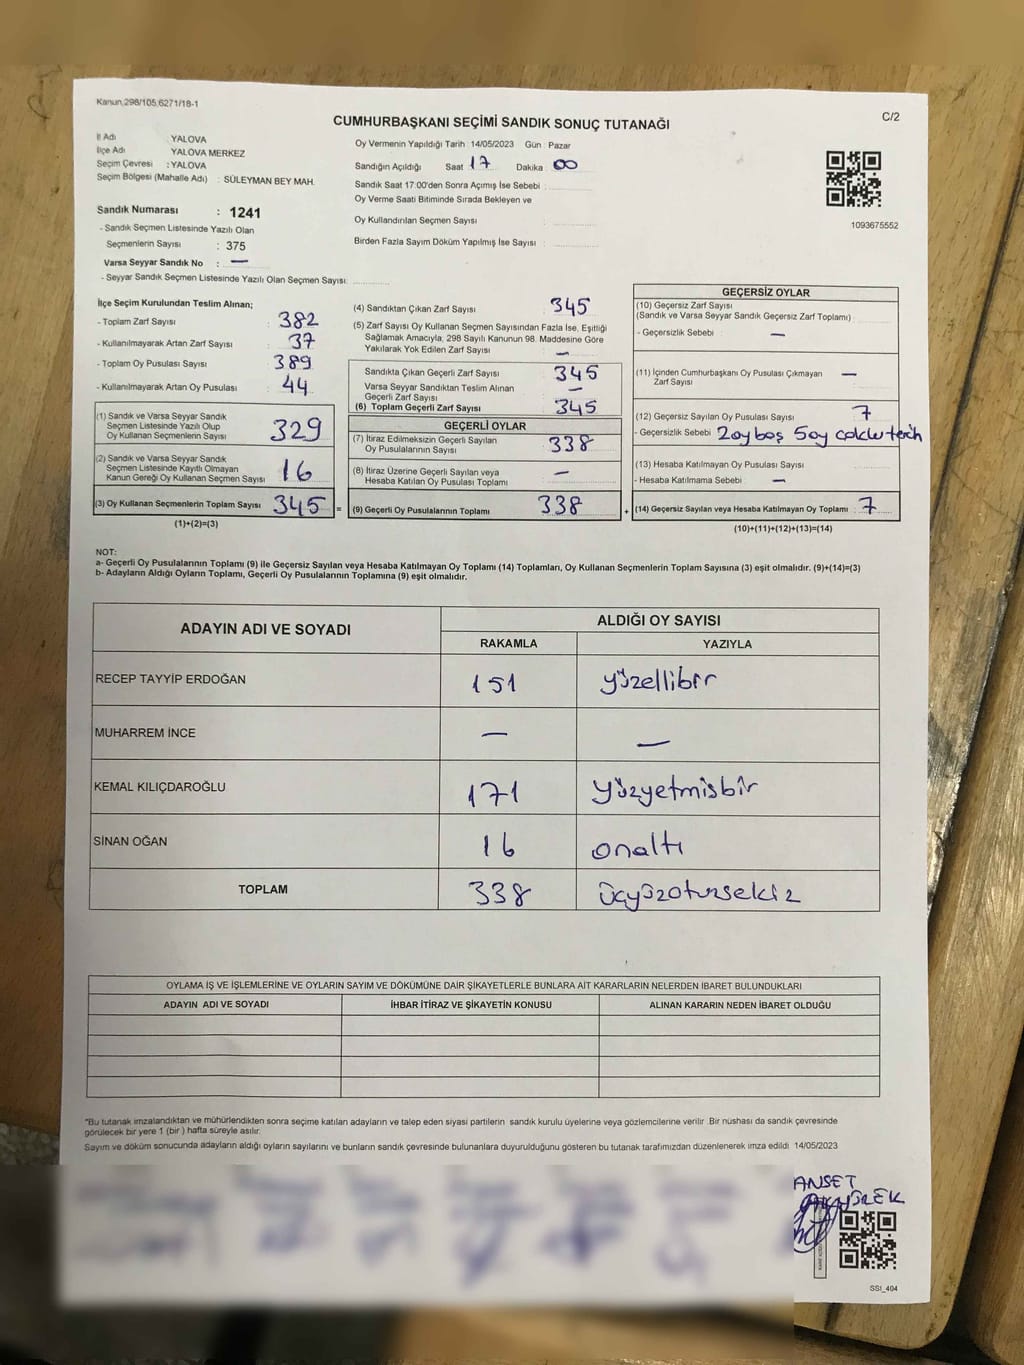 Kanun,298/105,6271/18-1
C/2
CUMHURBAŞKANI SEÇİMİ SANDIK SONUÇ TUTANAĞI
İl Adı : YALOVA
İlçe Adı : YALOVA MERKEZ
Seçim Çevresi : YALOVA
Seçim Bölgesi (Mahalle Adı) : SÜLEYMAN BEY MAH.
Sandık Numarası : 1241
- Sandık Seçmen Listesinde Yazılı Olan
Seçmenlerin Sayısı : 375
Varsa Seyyar Sandık No : —
- Seyyar Sandık Seçmen Listesinde Yazılı Olan Seçmen Sayısı:
Oy Vermenin Yapıldığı Tarih : 14/05/2023 Gün : Pazar
Sandığın Açıldığı Saat 17 Dakika 00
Sandık Saat 17:00'den Sonra Açımış İse Sebebi :
Oy Verme Saati Bitiminde Sırada Bekleyen ve
Oy Kullandırılan Seçmen Sayısı :
Birden Fazla Sayım Döküm Yapılmış İse Sayısı :
1093675552
İlçe Seçim Kurulundan Teslim Alınan;
- Toplam Zarf Sayısı : 382
- Kullanılmayarak Artan Zarf Sayısı : 37
- Toplam Oy Pusulası Sayısı : 389
- Kullanılmayarak Artan Oy Pusulası : 44
(1) Sandık ve Varsa Seyyar Sandık
Seçmen Listesinde Yazılı Olup
Oy Kullanan Seçmenlerin Sayısı 329
(2) Sandık ve Varsa Seyyar Sandık
Seçmen Listesinde Kayıtlı Olmayan
Kanun Gereği Oy Kullanan Seçmen Sayısı 16
(3) Oy Kullanan Seçmenlerin Toplam Sayısı 345 =
(1)+(2)=(3)
(4) Sandıktan Çıkan Zarf Sayısı 345
(5) Zarf Sayısı Oy Kullanan Seçmen Sayısından Fazla İse, Eşitliği
Sağlamak Amacıyla, 298 Sayılı Kanunun 98. Maddesine Göre
Yakılarak Yok Edilen Zarf Sayısı —
Sandıkta Çıkan Geçerli Zarf Sayısı 345
Varsa Seyyar Sandıktan Teslim Alınan
Geçerli Zarf Sayısı —
(6) Toplam Geçerli Zarf Sayısı 345
GEÇERLİ OYLAR
(7) İtiraz Edilmeksizin Geçerli Sayılan
Oy Pusulalarının Sayısı 338
(8) İtiraz Üzerine Geçerli Sayılan veya
Hesaba Katılan Oy Pusulası Toplamı —
(9) Geçerli Oy Pusulalarının Toplamı 338 +
GEÇERSİZ OYLAR
(10) Geçersiz Zarf Sayısı
(Sandık ve Varsa Seyyar Sandık Geçersiz Zarf Toplamı)
- Geçersizlik Sebebi : —
(11) İçinden Cumhurbaşkanı Oy Pusulası Çıkmayan
Zarf Sayısı —
(12) Geçersiz Sayılan Oy Pusulası Sayısı 7
- Geçersizlik Sebebi 2oyboş 5oy çoklu tercih
(13) Hesaba Katılmayan Oy Pusulası Sayısı
- Hesaba Katılmama Sebebi : —
(14) Geçersiz Sayılan veya Hesaba Katılmayan Oy Toplamı 7
(10)+(11)+(12)+(13)=(14)
NOT:
a- Geçerli Oy Pusulalarının Toplamı (9) ile Geçersiz Sayılan veya Hesaba Katılmayan Oy Toplamı (14) Toplamları, Oy Kullanan Seçmenlerin Toplam Sayısına (3) eşit olmalıdır. (9)+(14)=(3)
b- Adayların Aldığı Oyların Toplamı, Geçerli Oy Pusulalarının Toplamına (9) eşit olmalıdır.
ADAYIN ADI VE SOYADI
ALDIĞI OY SAYISI
RAKAMLA YAZIYLA
RECEP TAYYİP ERDOĞAN 151 yüzellibir
MUHARREM İNCE — —
KEMAL KILIÇDAROĞLU 171 yüzyetmişbir
SİNAN OĞAN 16 onaltı
TOPLAM 338 üçyüzotuzsekiz
OYLAMA İŞ VE İŞLEMLERİNE VE OYLARIN SAYIM VE DÖKÜMÜNE DAİR ŞİKAYETLERLE BUNLARA AİT KARARLARIN NELERDEN İBARET BULUNDUKLARI
ADAYIN ADI VE SOYADI İHBAR İTİRAZ VE ŞİKAYETİN KONUSU ALINAN KARARIN NEDEN İBARET OLDUĞU
*Bu tutanak imzalandıktan ve mühürlendikten sonra seçime katılan adayların ve talep eden siyasi partilerin sandık kurulu üyelerine veya gözlemcilerine verilir .Bir nüshası da sandık çevresinde
görülecek bir yere 1 (bir ) hafta süreyle asılır.
Sayım ve döküm sonucunda adayların aldığı oyların sayılarını ve bunların sandık çevresinde bulunanlara duyurulduğunu gösteren bu tutanak tarafımızdan düzenlenerek imza edildi 14/05/2023
ANSET
SSI_404